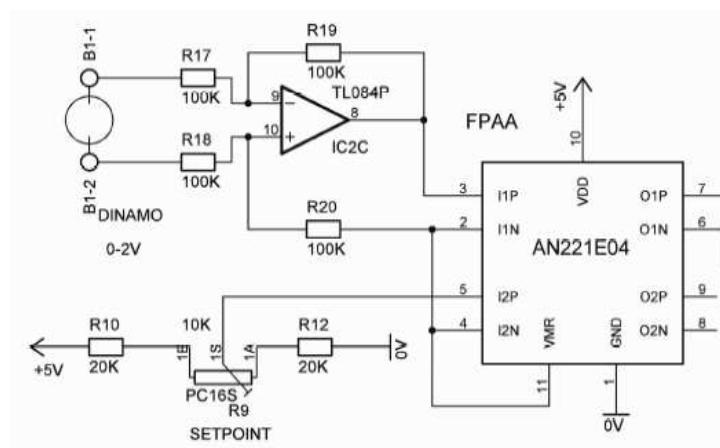 B1-1
R17
100K
R19
100K
TL084P
9
-
8
10
+
IC2C
R18
100K
B1-2
DINAMO
0-2V
R20
100K
FPAA
+5V
10
VDD
3
I1P
O1P
7
2
I1N
O1N
6
AN221E04
5
I2P
O2P
9
4
I2N
O2N
8
VMR
GND
11
1
0V
R10
20K
+5V
10K
1E
1S
1A
PC16S
R9
R12
20K
0V
SETPOINT